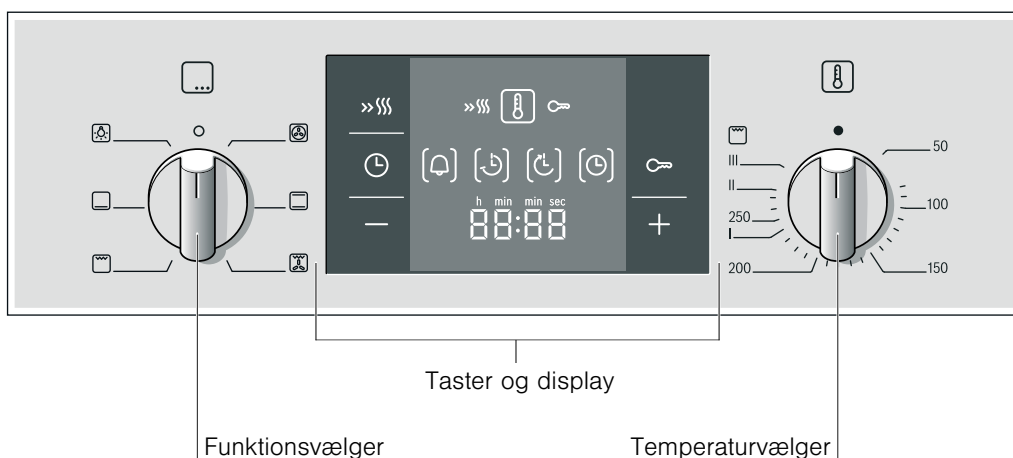 h min min sec
88:88
III
II
250
I
200
50
100
150
Taster og display
Funktionsvælger
Temperaturvælger